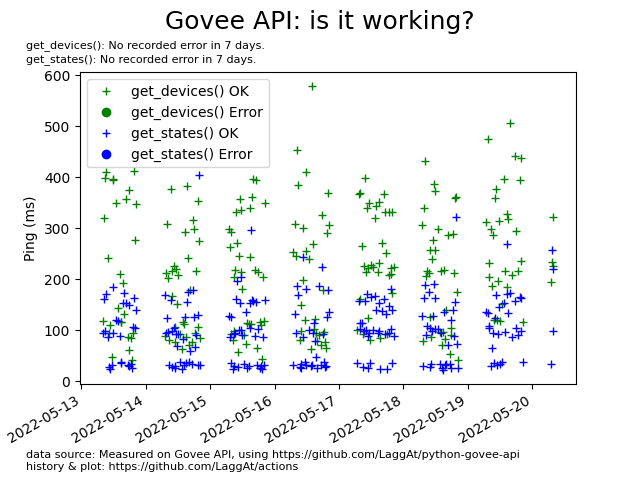 Govee API: is it working?
get_devices(): No recorded error in 7 days.
get_states(): No recorded error in 7 days.
get_devices() OK
get_devices() Error
get_states() OK
get_states() Error
Ping (ms)
600
500
400
300
200
100
0
2022-05-13
2022-05-14
2022-05-15
2022-05-16
2022-05-17
2022-05-18
2022-05-19
2022-05-20
data source: Measured on Govee API, using https://github.com/LaggAt/python-govee-api
history & plot: https://github.com/LaggAt/actions